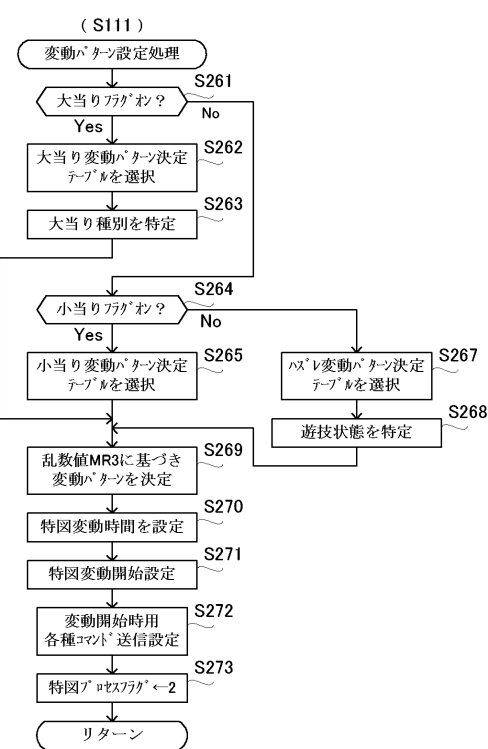 (S111)
変動パターン設定処理
S261
大当りフラグオン?
Yes
No
S262
大当り変動パターン決定
テーブルを選択
S263
大当り種別を特定
S264
小当りフラグオン?
Yes
No
S265
小当り変動パターン決定
テーブルを選択
S267
ハズレ変動パターン決定
テーブルを選択
S268
遊技状態を特定
S269
乱数値MR3に基づき
変動パターンを決定
S270
特図変動時間を設定
S271
特図変動開始設定
S272
変動開始時用
各種コマンド送信設定
S273
特図プロセスフラグ←2
リターン